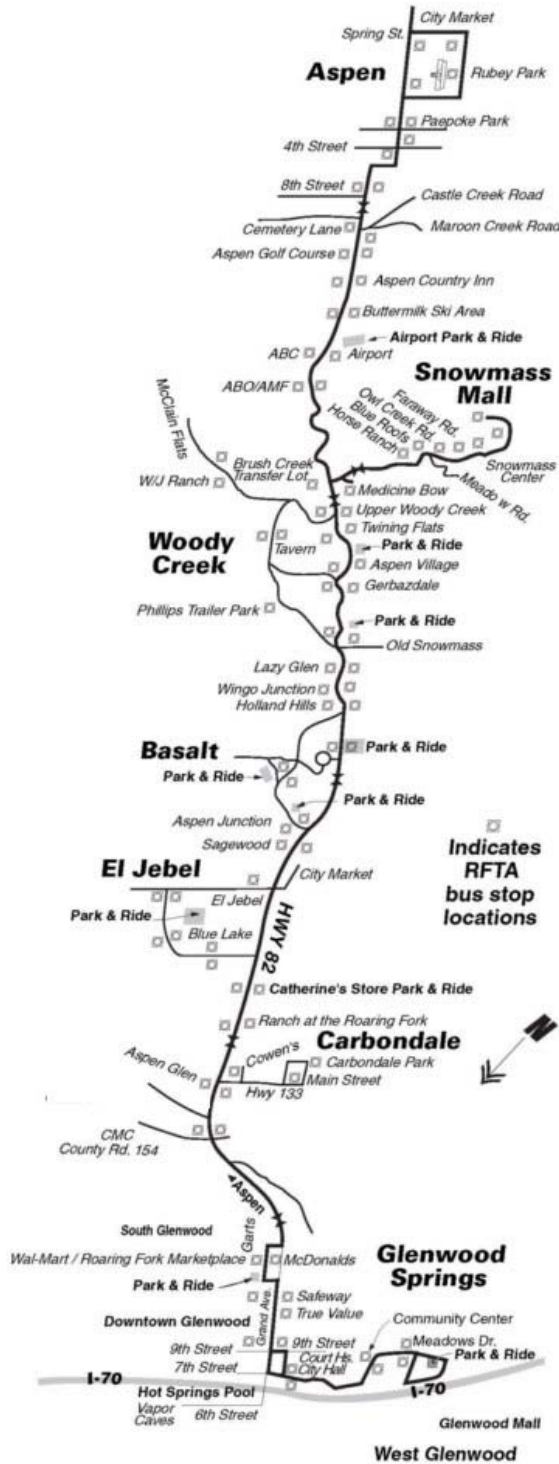 City Market
Spring St.
Aspen
Rubey Park
Paepcke Park
4th Street
8th Street
Castle Creek Road
Cemetery Lane
Maroon Creek Road
Aspen Golf Course
Aspen Country Inn
Buttermilk Ski Area
Airport Park & Ride
ABC
Airport
ABO/AMF
Snowmass
Mall
McClain Flats
Faraway Rd.
Owl Creek Rd.
Blue Roofs
Horse Ranch
Snowmass
Center
Meado w Rd.
Brush Creek
Transfer Lot
W/J Ranch
Medicine Bow
Upper Woody Creek
Twining Flats
Woody
Creek
Tavern
Park & Ride
Aspen Village
Gerbazdale
Phillips Trailer Park
Park & Ride
Old Snowmass
Lazy Glen
Wingo Junction
Holland Hills
Basalt
Park & Ride
Park & Ride
Park & Ride
Aspen Junction
Sagewood
Indicates
RFTA
bus stop
locations
El Jebel
City Market
El Jebel
Park & Ride
Blue Lake
HWY 82
Catherine's Store Park & Ride
Ranch at the Roaring Fork
Carbondale
Cowen's
Carbondale Park
Main Street
Aspen Glen
Hwy 133
N
CMC
County Rd. 154
Aspen
South Glenwood
Garts
Wal-Mart / Roaring Fork Marketplace
McDonalds
Park & Ride
Glenwood
Springs
Safeway
True Value
Grand Ave.
Downtown Glenwood
Community Center
9th Street
9th Street
Meadows Dr.
Court Hs.
Park & Ride
7th Street
City Hall
I-70
I-70
Hot Springs Pool
Vapor
Caves
6th Street
Glenwood Mall
West Glenwood